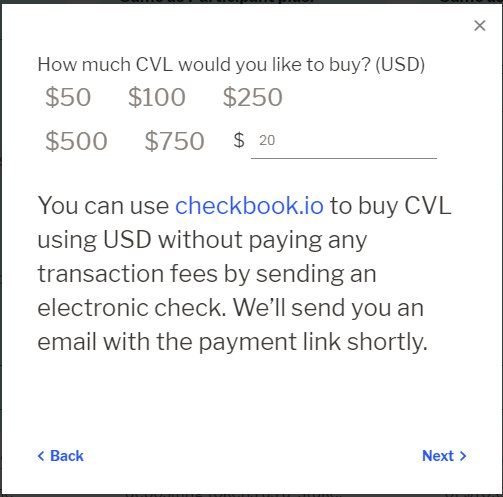 How much CVL would you like to buy? (USD)
$50 $100 $250
$500 $750 $ 20
You can use checkbook.io to buy CVL
using USD without paying any
transaction fees by sending an
electronic check. We’ll send you an
email with the payment link shortly.
< Back Next >